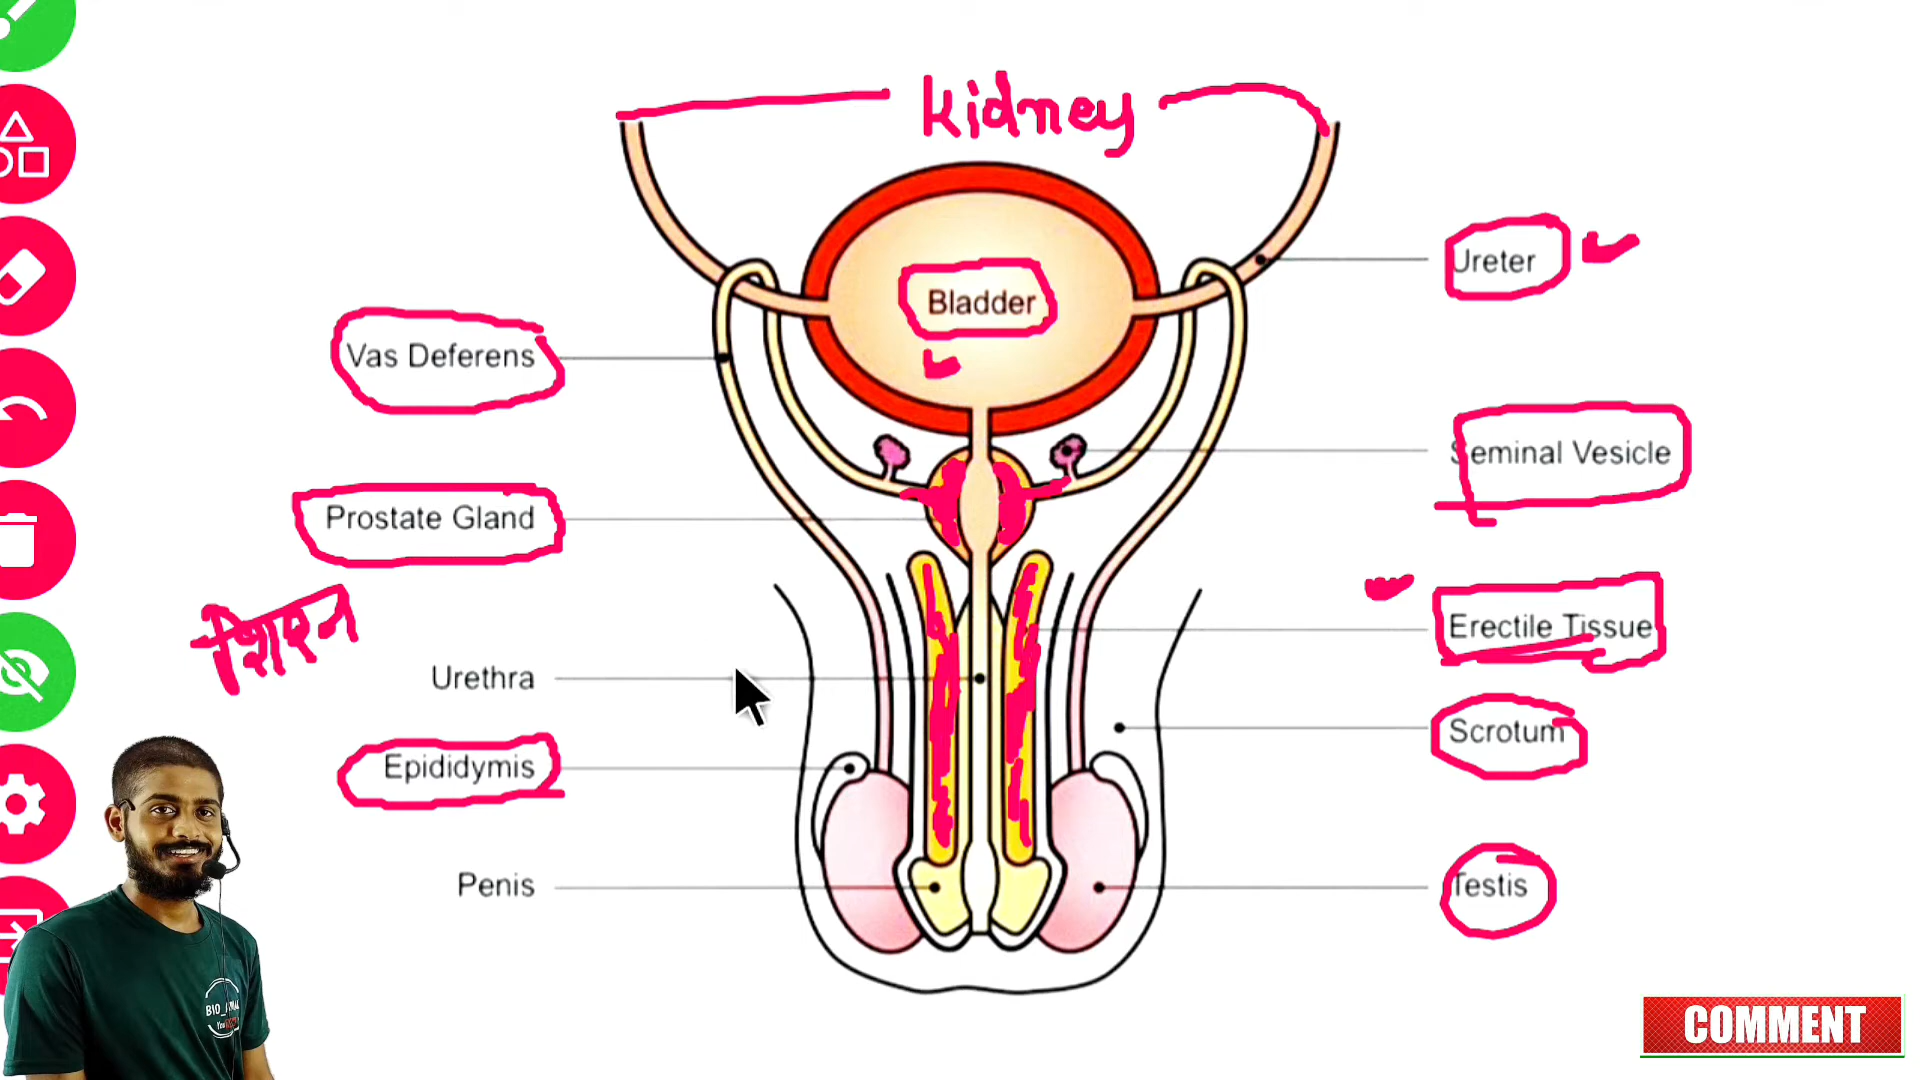 kidney
Ureter
Bladder
Vas Deferens
Seminal Vesicle
Prostate Gland
शिश्न
Erectile Tissue
Urethra
Scrotum
Epididymis
Penis
Testis
COMMENT